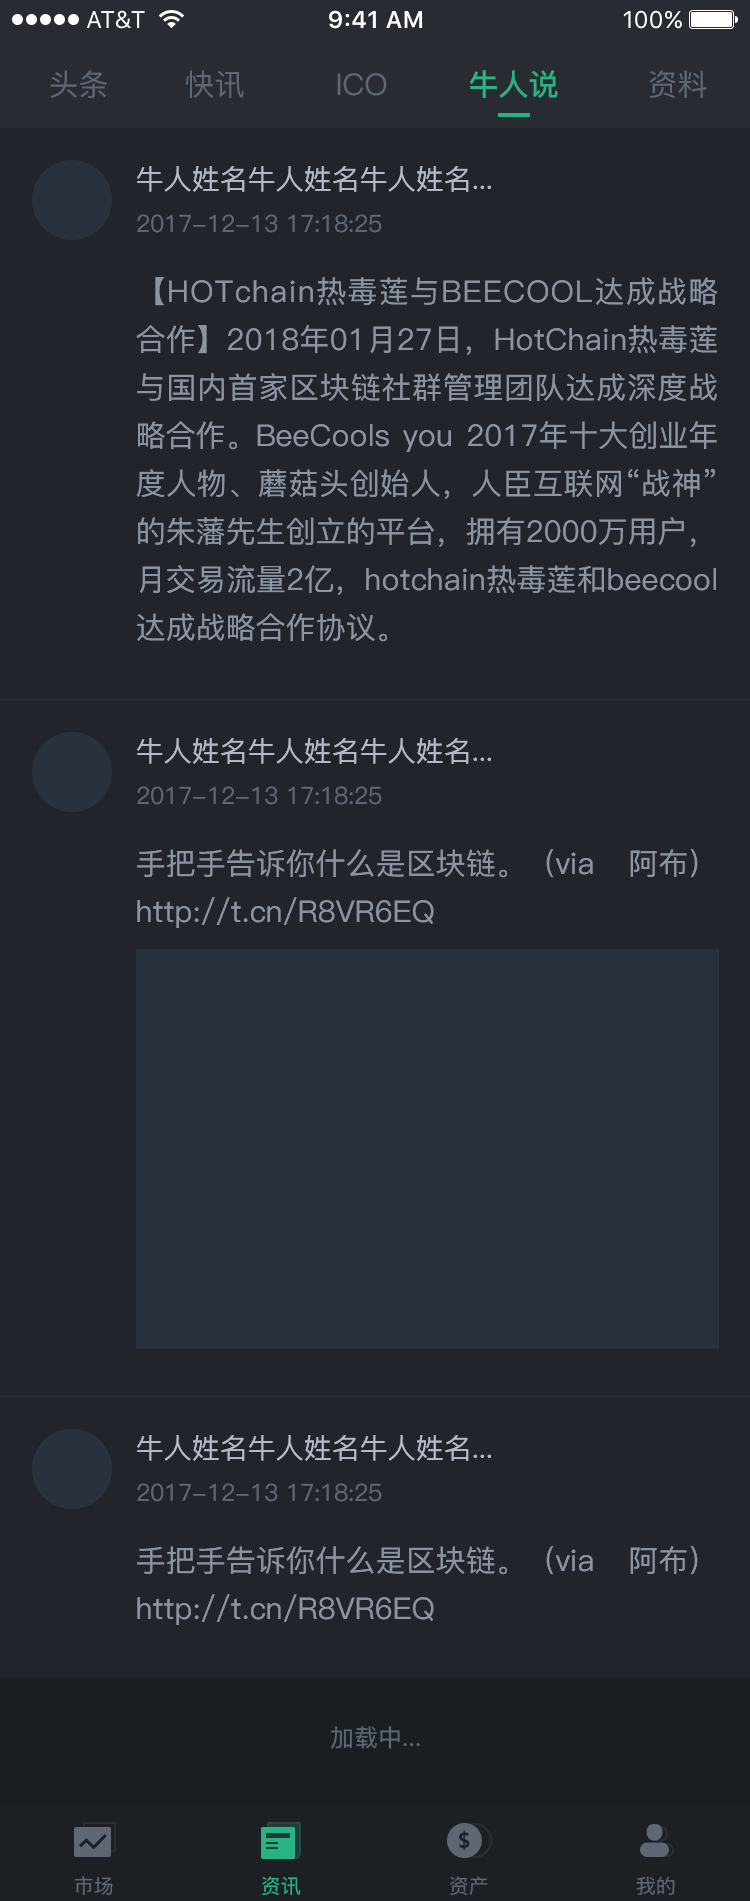 AT&T 9:41 AM 100%
头条 快讯 ICO 牛人说 资料
牛人姓名牛人姓名牛人姓名...
2017-12-13 17:18:25
【HOTchain热毒莲与BEECOOL达成战略
合作】2018年01月27日，HotChain热毒莲
与国内首家区块链社群管理团队达成深度战
略合作。BeeCools you 2017年十大创业年
度人物、蘑菇头创始人，人臣互联网“战神”
的朱藩先生创立的平台，拥有2000万用户，
月交易流量2亿，hotchain热毒莲和beecool
达成战略合作协议。
牛人姓名牛人姓名牛人姓名...
2017-12-13 17:18:25
手把手告诉你什么是区块链。（via　阿布）
http://t.cn/R8VR6EQ
牛人姓名牛人姓名牛人姓名...
2017-12-13 17:18:25
手把手告诉你什么是区块链。（via　阿布）
http://t.cn/R8VR6EQ
加载中...
市场 资讯 资产 我的